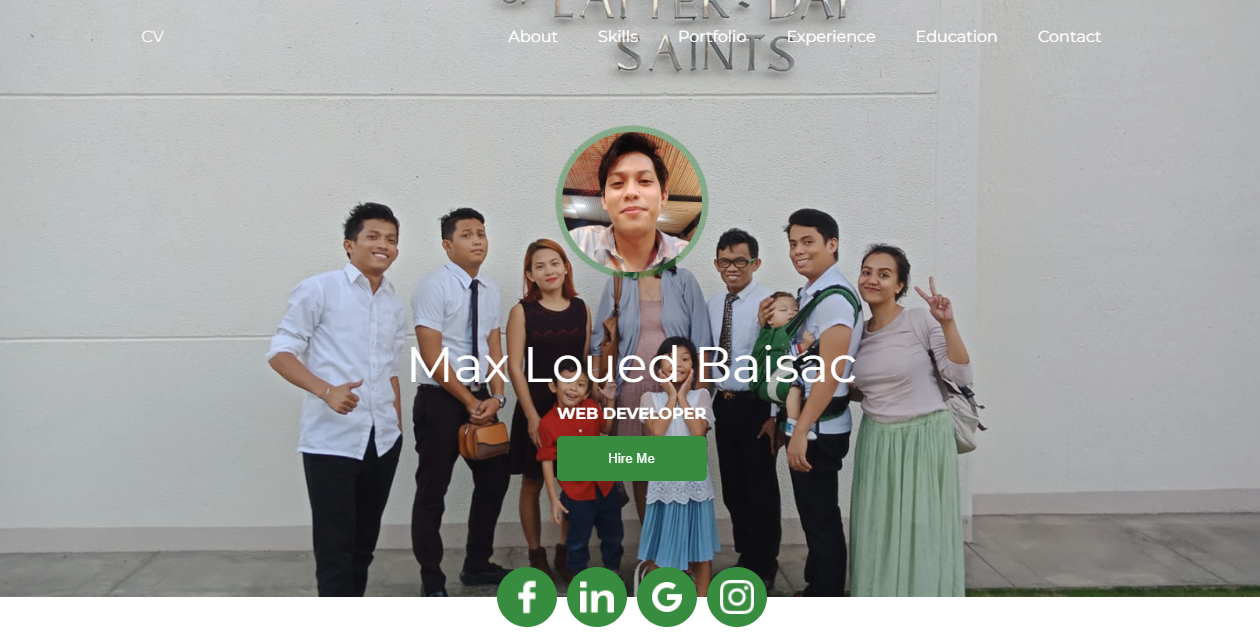 LATTER-DAY
SAINTS
CV
About
Skills
Portfolio
Experience
Education
Contact
Max Loued Baisac
WEB DEVELOPER
Hire Me